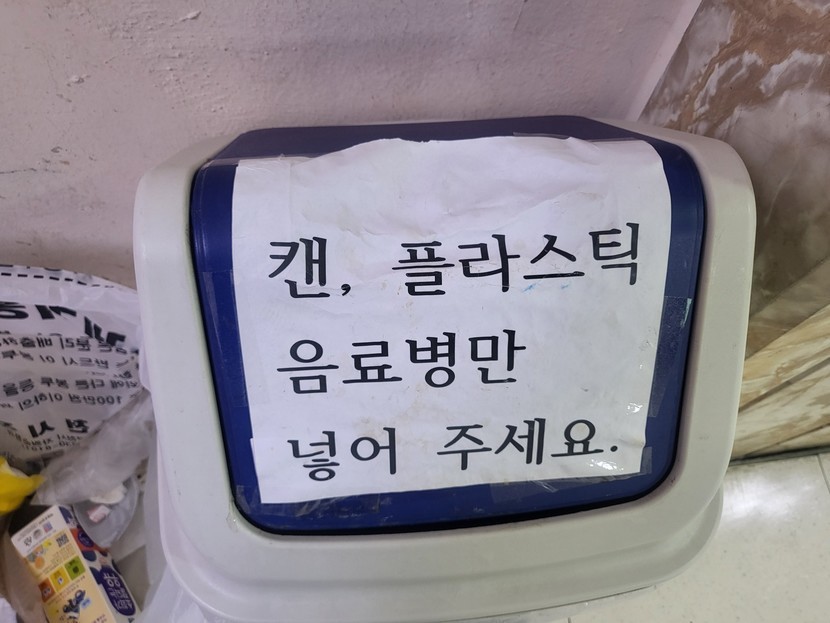 캔, 플라스틱
음료병만
넣어 주세요.